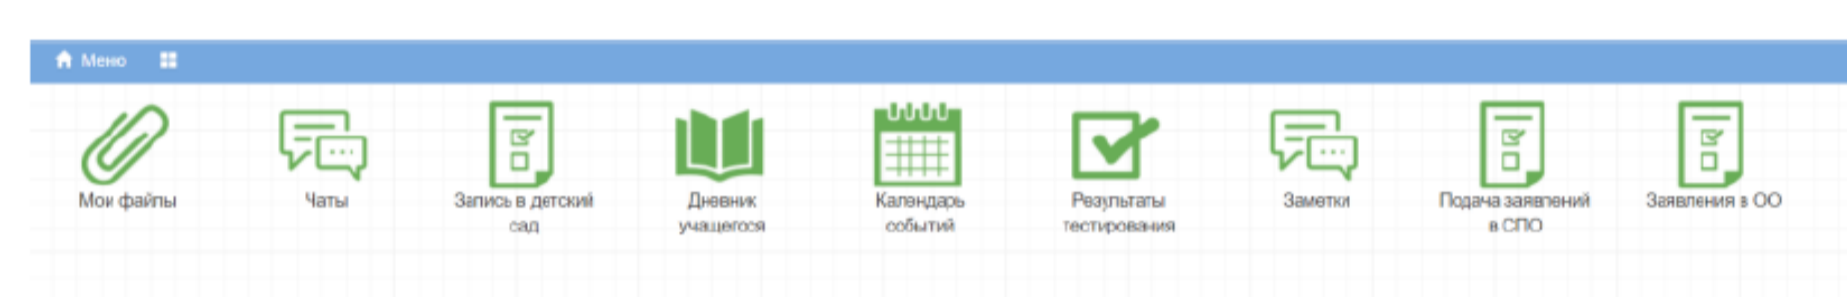 Меню
Мои файлы
Чаты
Запись в детский
сад
Дневник
учащегося
Календарь
событий
Результаты
тестирования
Заметки
Подача заявлений
в СПО
Заявления в ОО